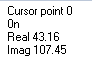 Cursor point 0
0n
Real 43.16
Imag 107.45